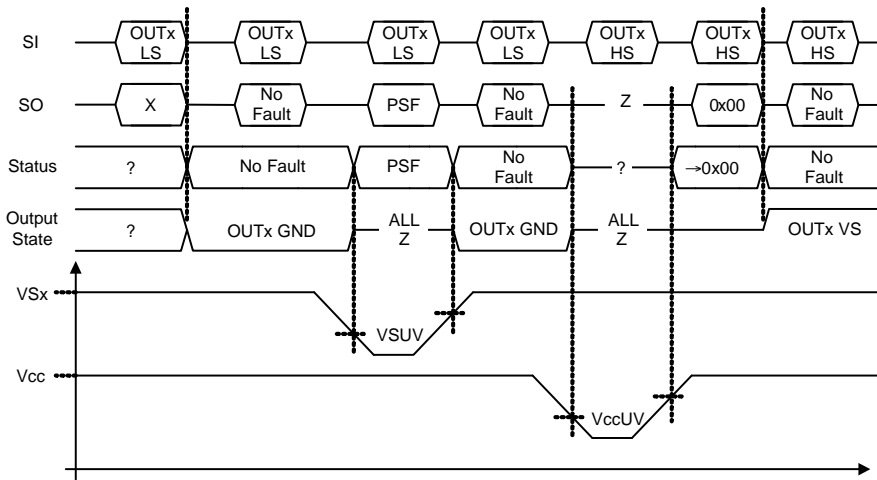 SI
OUTx
LS
OUTx
LS
OUTx
LS
OUTx
LS
OUTx
HS
OUTx
HS
OUTx
HS
SO
X
No
Fault
PSF
No
Fault
Z
0x00
No
Fault
Status
?
No Fault
PSF
No
Fault
?
→0x00
No
Fault
Output
State
?
OUTx GND
ALL
Z
OUTx GND
ALL
Z
OUTx VS
VSx
VSUV
Vcc
VccUV